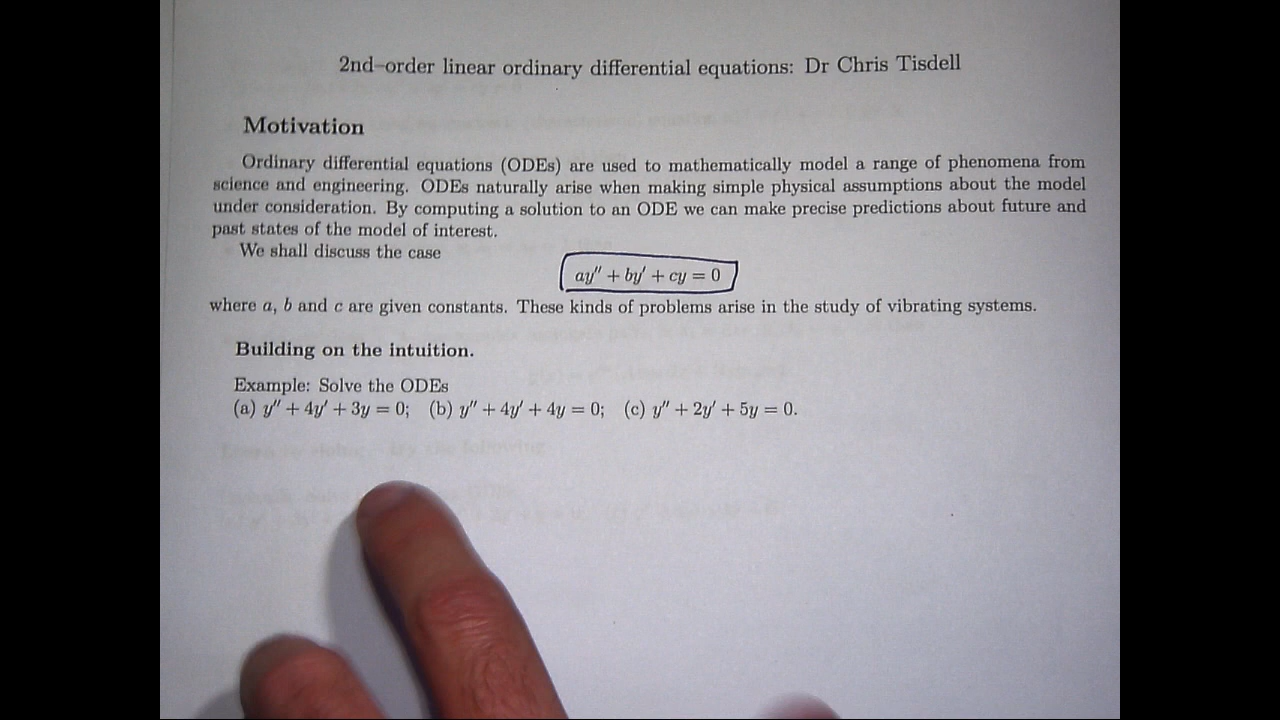 2nd–order linear ordinary differential equations: Dr Chris Tisdell
Motivation
Ordinary differential equations (ODEs) are used to mathematically model a range of phenomena from
science and engineering. ODEs naturally arise when making simple physical assumptions about the model
under consideration. By computing a solution to an ODE we can make precise predictions about future and
past states of the model of interest.
We shall discuss the case
ay″ + by′ + cy = 0
where a, b and c are given constants. These kinds of problems arise in the study of vibrating systems.
Building on the intuition.
Example: Solve the ODEs
(a) y″ + 4y′ + 3y = 0; (b) y″ + 4y′ + 4y = 0; (c) y″ + 2y′ + 5y = 0.